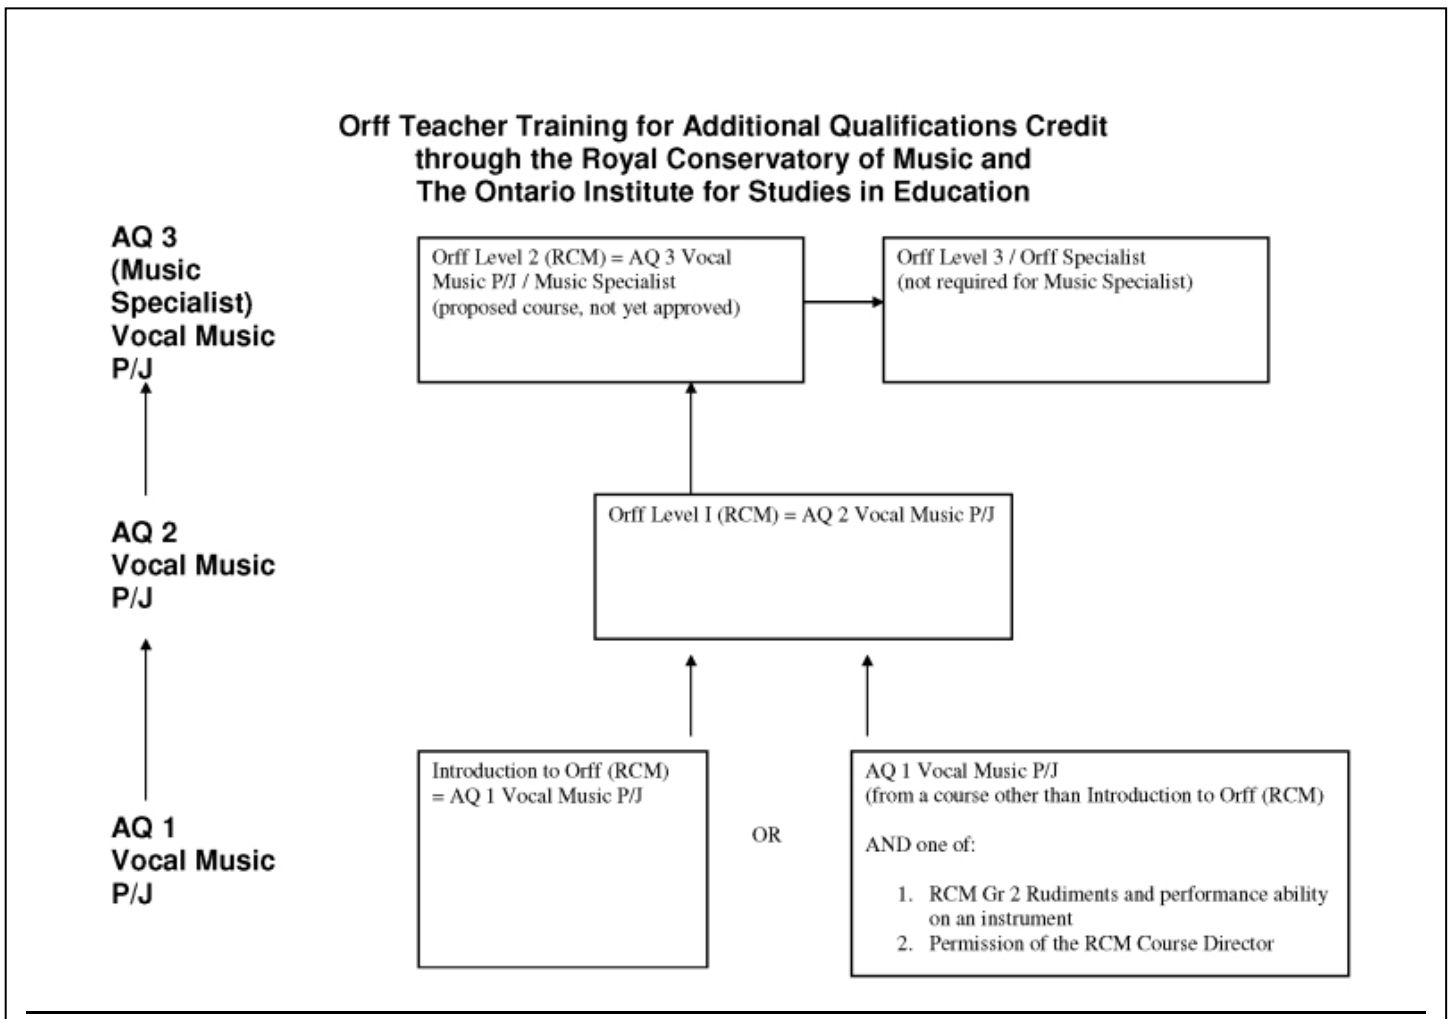 Orff Teacher Training for Additional Qualifications Credit
through the Royal Conservatory of Music and
The Ontario Institute for Studies in Education
AQ 3
(Music
Specialist)
Vocal Music
P/J
Orff Level 2 (RCM) = AQ 3 Vocal
Music P/J / Music Specialist
(proposed course, not yet approved)
Orff Level 3 / Orff Specialist
(not required for Music Specialist)
AQ 2
Vocal Music
P/J
Orff Level I (RCM) = AQ 2 Vocal Music P/J
AQ 1
Vocal Music
P/J
Introduction to Orff (RCM)
= AQ 1 Vocal Music P/J
OR
AQ 1 Vocal Music P/J
(from a course other than Introduction to Orff (RCM)
AND one of:
1. RCM Gr 2 Rudiments and performance ability
on an instrument
2. Permission of the RCM Course Director